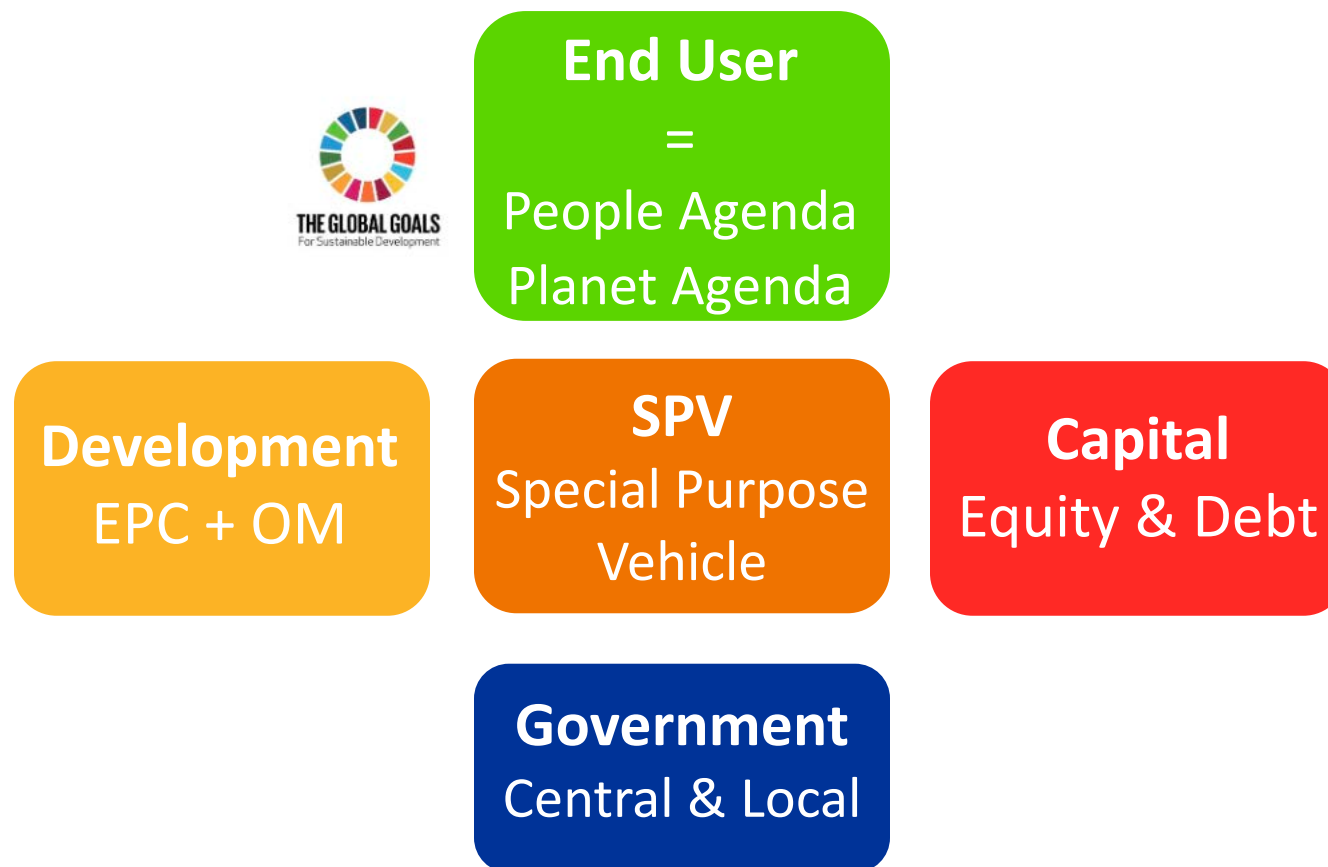 End User
=
People Agenda
Planet Agenda
THE GLOBAL GOALS
For Sustainable Development
Development
EPC + OM
SPV
Special Purpose
Vehicle
Capital
Equity & Debt
Government
Central & Local